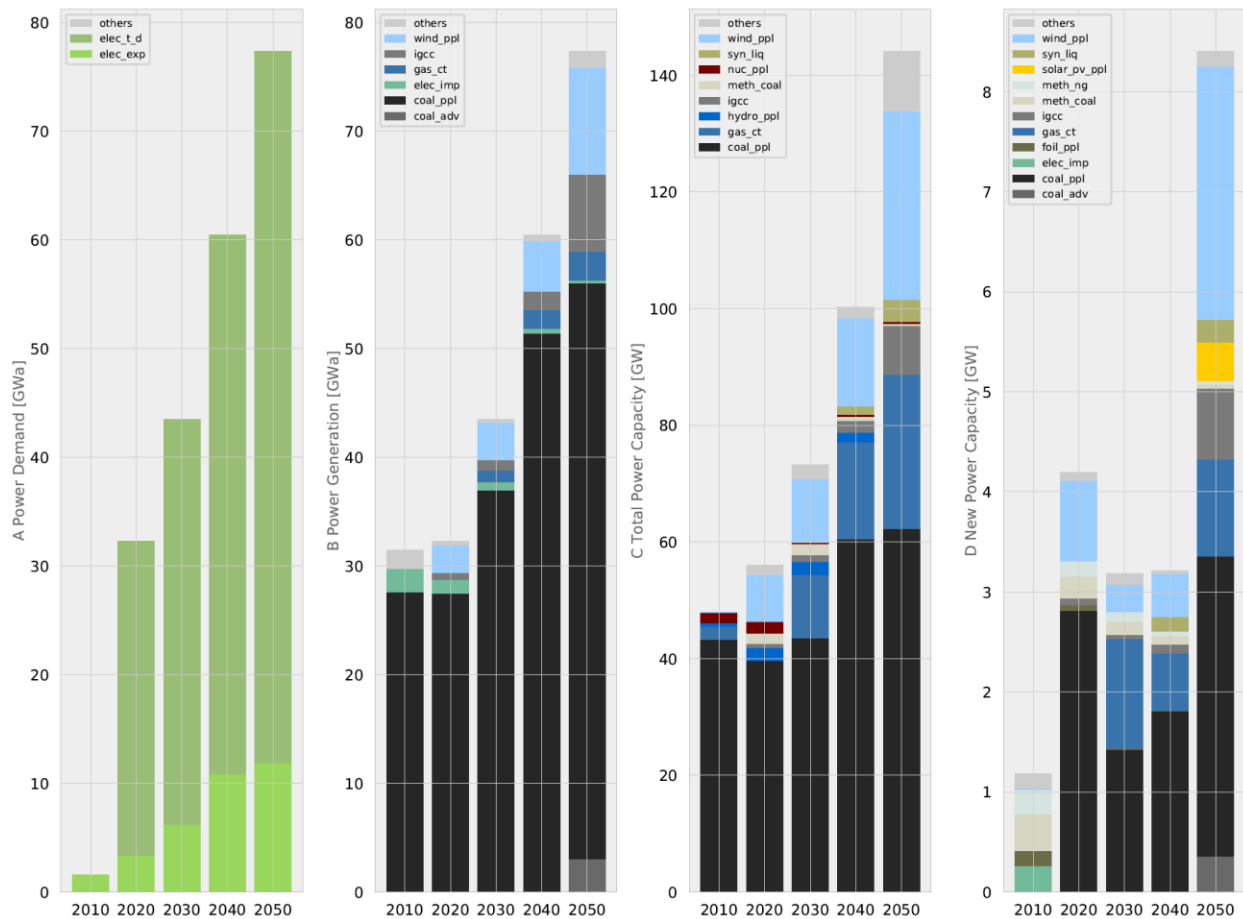 A Power Demand [GWa]
80
70
60
50
40
30
20
10
0
others
elec_t_d
elec_exp
2010 2020 2030 2040 2050
B Power Generation [GWa]
80
70
60
50
40
30
20
10
0
others
wind_ppl
igcc
gas_ct
elec_imp
coal_ppl
coal_adv
2010 2020 2030 2040 2050
C Total Power Capacity [GW]
140
120
100
80
60
40
20
0
others
wind_ppl
syn_liq
nuc_ppl
meth_coal
igcc
hydro_ppl
gas_ct
coal_ppl
2010 2020 2030 2040 2050
D New Power Capacity [GW]
8
7
6
5
4
3
2
1
0
others
wind_ppl
syn_liq
solar_pv_ppl
meth_ng
meth_coal
igcc
gas_ct
foil_ppl
elec_imp
coal_ppl
coal_adv
2010 2020 2030 2040 2050